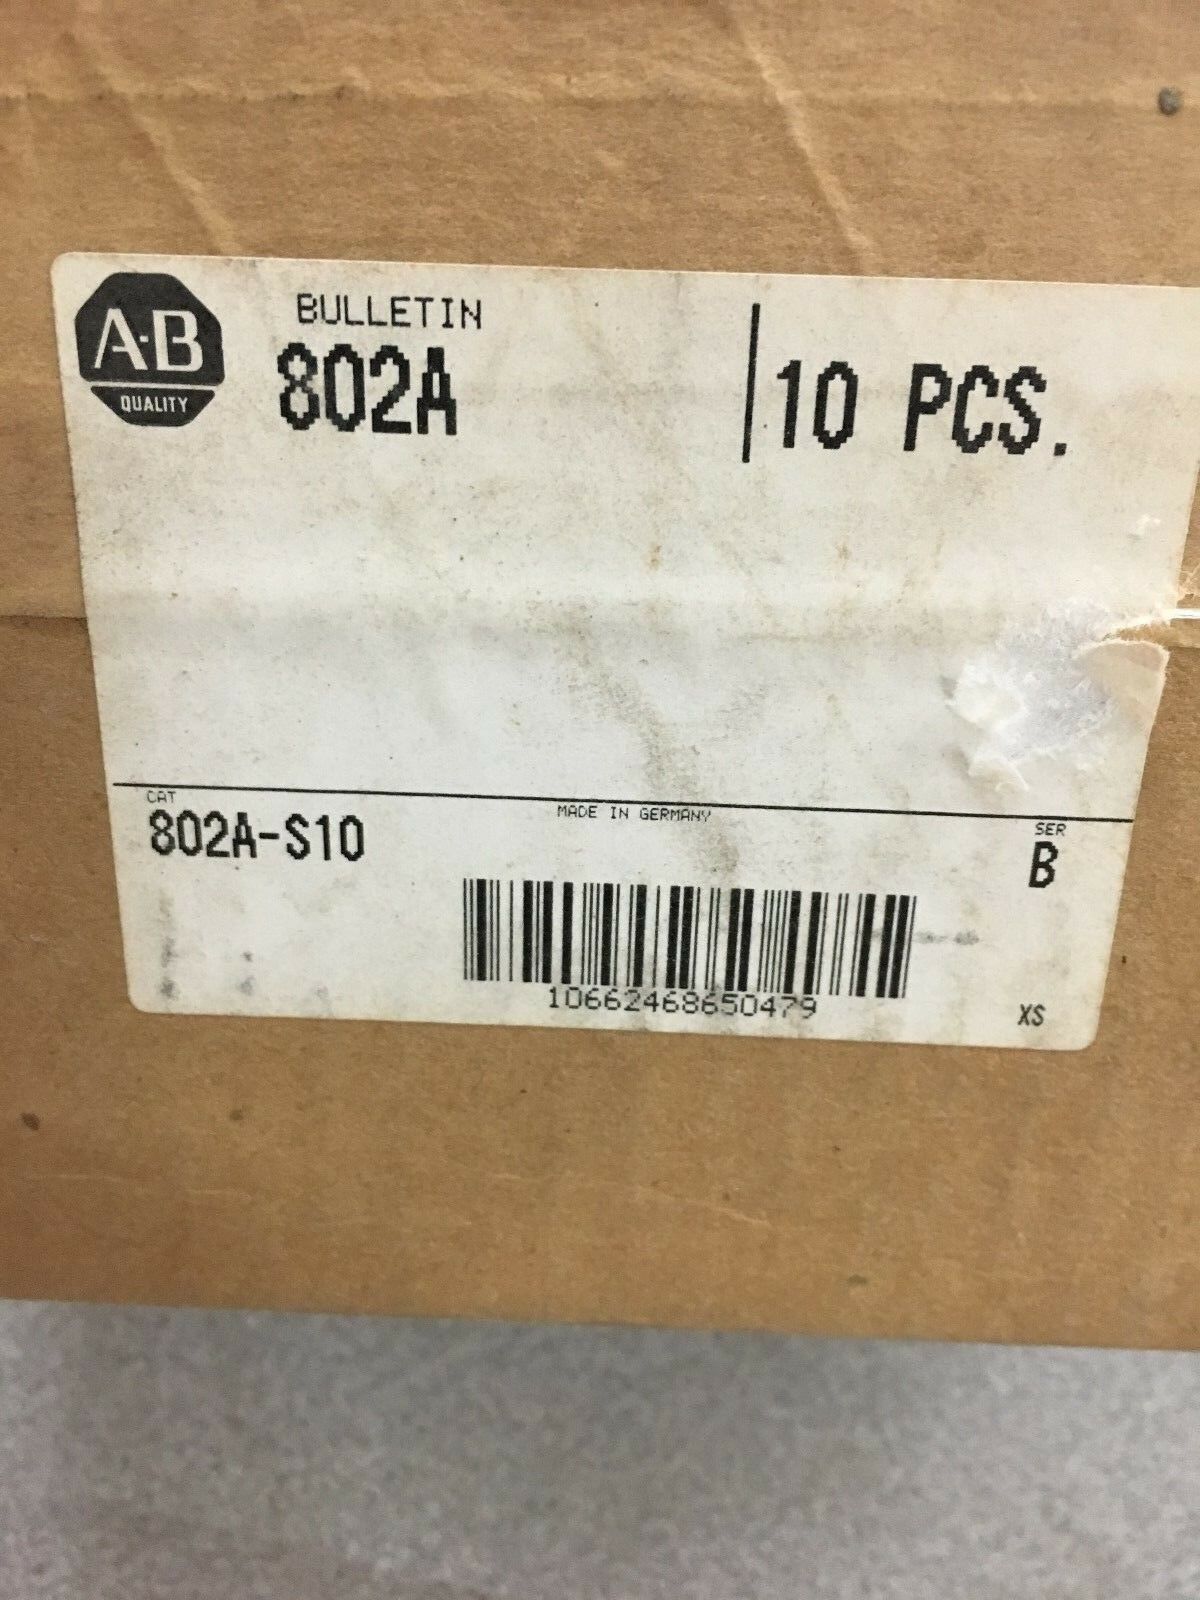 A-B
QUALITY
BULLETIN
802A
10 PCS.
CAT
802A-S10
MADE IN GERMANY
SER
B
10662468650479
XS